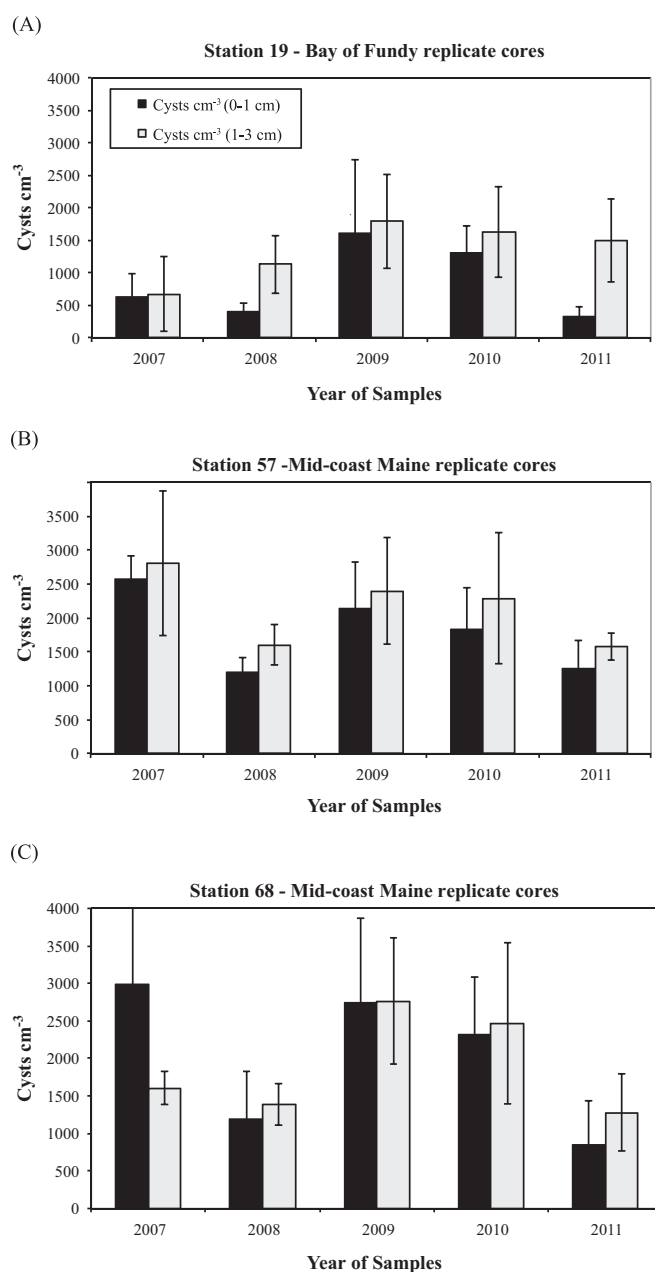 (A)
Station 19 - Bay of Fundy replicate cores
4000
3500
3000
2500
2000
1500
1000
500
0
Cysts cm-3
Cysts cm-3 (0-1 cm)
Cysts cm-3 (1-3 cm)
2007 2008 2009 2010 2011
Year of Samples
(B)
Station 57 -Mid-coast Maine replicate cores
3500
3000
2500
2000
1500
1000
500
0
Cysts cm-3
2007 2008 2009 2010 2011
Year of Samples
(C)
Station 68 - Mid-coast Maine replicate cores
4000
3500
3000
2500
2000
1500
1000
500
0
Cysts cm-3
2007 2008 2009 2010 2011
Year of Samples